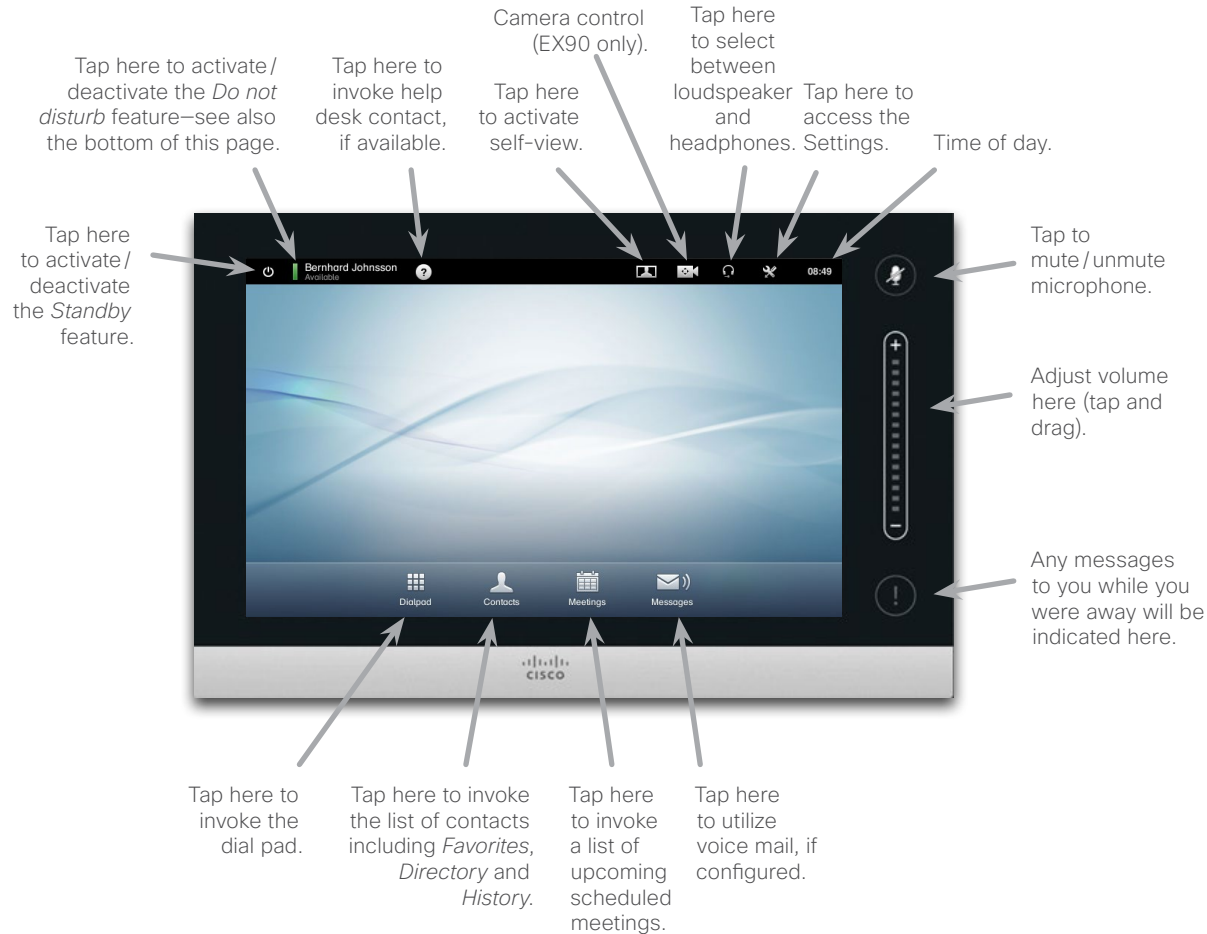 Camera control
(EX90 only).
Tap here
to select
between
loudspeaker
and
headphones.
Tap here to activate/
deactivate the Do not
disturb feature–see also
the bottom of this page.
Tap here to
invoke help
desk contact,
if available.
Tap here
to activate
self-view.
Tap here to
access the
Settings.
Time of day.
Tap here
to activate/
deactivate
the Standby
feature.
Bernhard Johnsson
Available
?
08:49
Tap to
mute/unmute
microphone.
+
Adjust volume
here (tap and
drag).
–
Any messages
to you while you
were away will be
indicated here.
!
Dialpad
Contacts
Meetings
Messages
CISCO
Tap here to
invoke the
dial pad.
Tap here to invoke
the list of contacts
including Favorites,
Directory and
History.
Tap here
to invoke
a list of
upcoming
scheduled
meetings.
Tap here
to utilize
voice mail, if
configured.